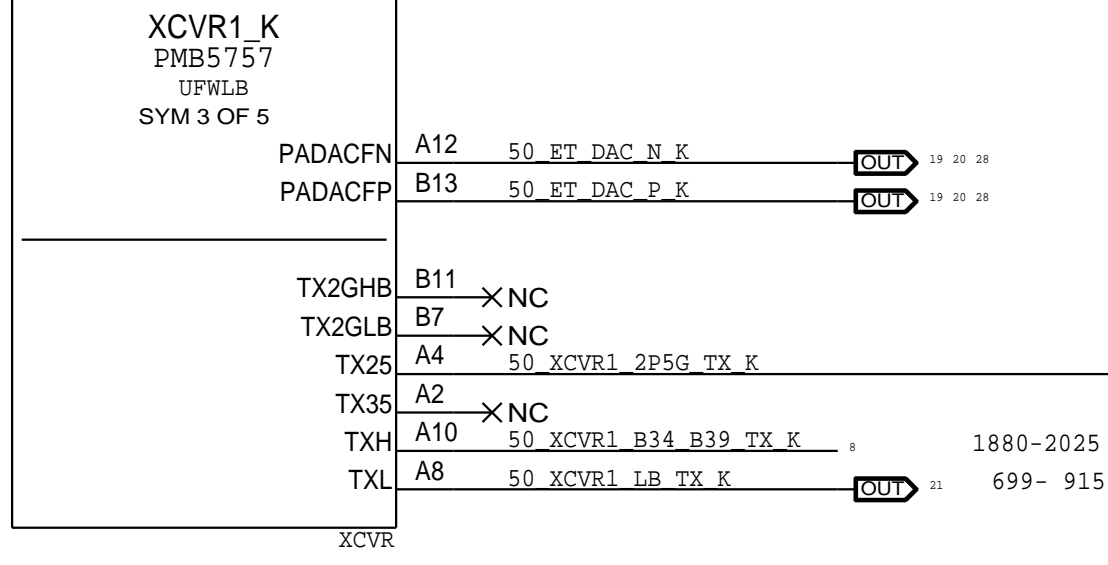 XCVR1_K
PMB5757
UFWLB
SYM 3 OF 5
PADACFN A12 50_ET_DAC_N_K OUT 19 20 28
PADACFP B13 50_ET_DAC_P_K OUT 19 20 28
TX2GHB B11 NC
TX2GLB B7 NC
TX25 A4 50_XCVR1_2P5G_TX_K
TX35 A2 NC
TXH A10 50_XCVR1_B34_B39_TX_K 8 1880-2025
TXL A8 50_XCVR1_LB_TX_K OUT 21 699- 915
XCVR